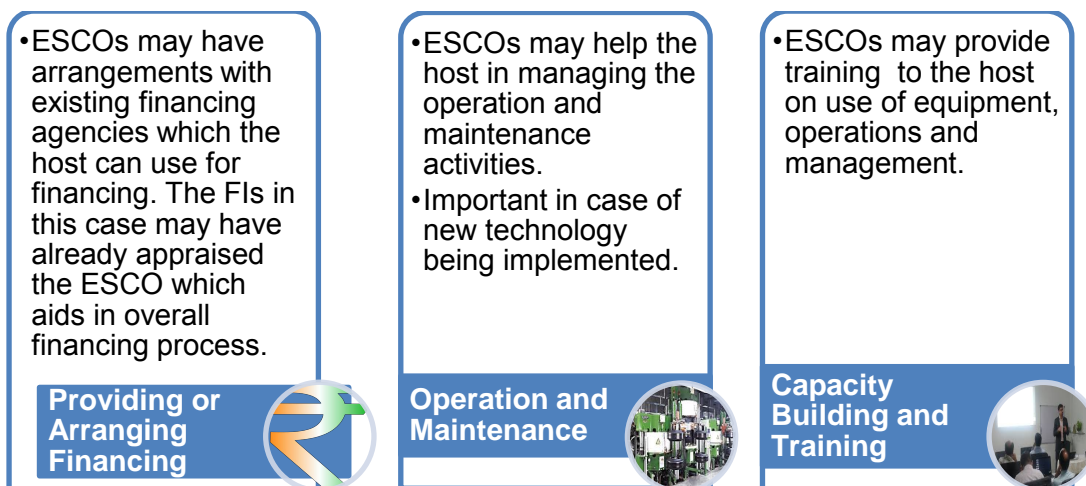 •ESCOs may have
arrangements with
existing financing
agencies which the
host can use for
financing. The FIs in
this case may have
already appraised
the ESCO which
aids in overall
financing process.
Providing or
Arranging
Financing
•ESCOs may help the
host in managing the
operation and
maintenance
activities.
•Important in case of
new technology
being implemented.
Operation and
Maintenance
•ESCOs may provide
training to the host
on use of equipment,
operations and
management.
Capacity
Building and
Training